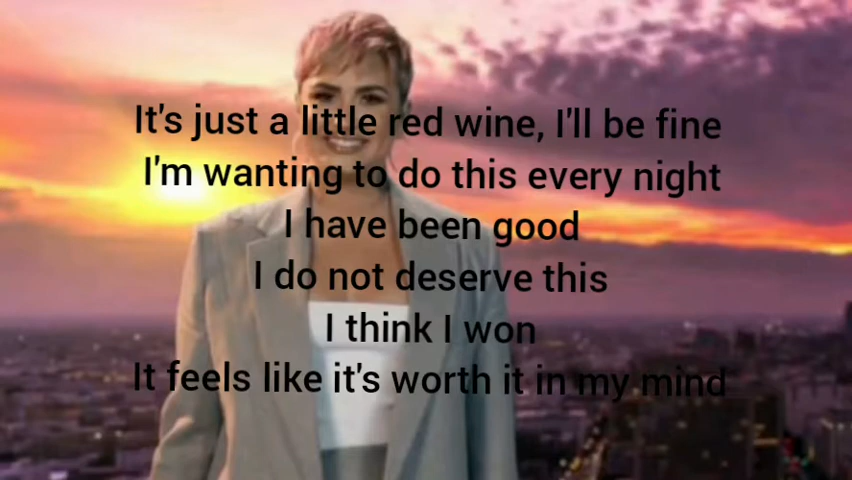 It's just a little red wine, I'll be fine
I'm wanting to do this every night
I have been good
I do not deserve this
I think I won
It feels like it's worth it in my mind